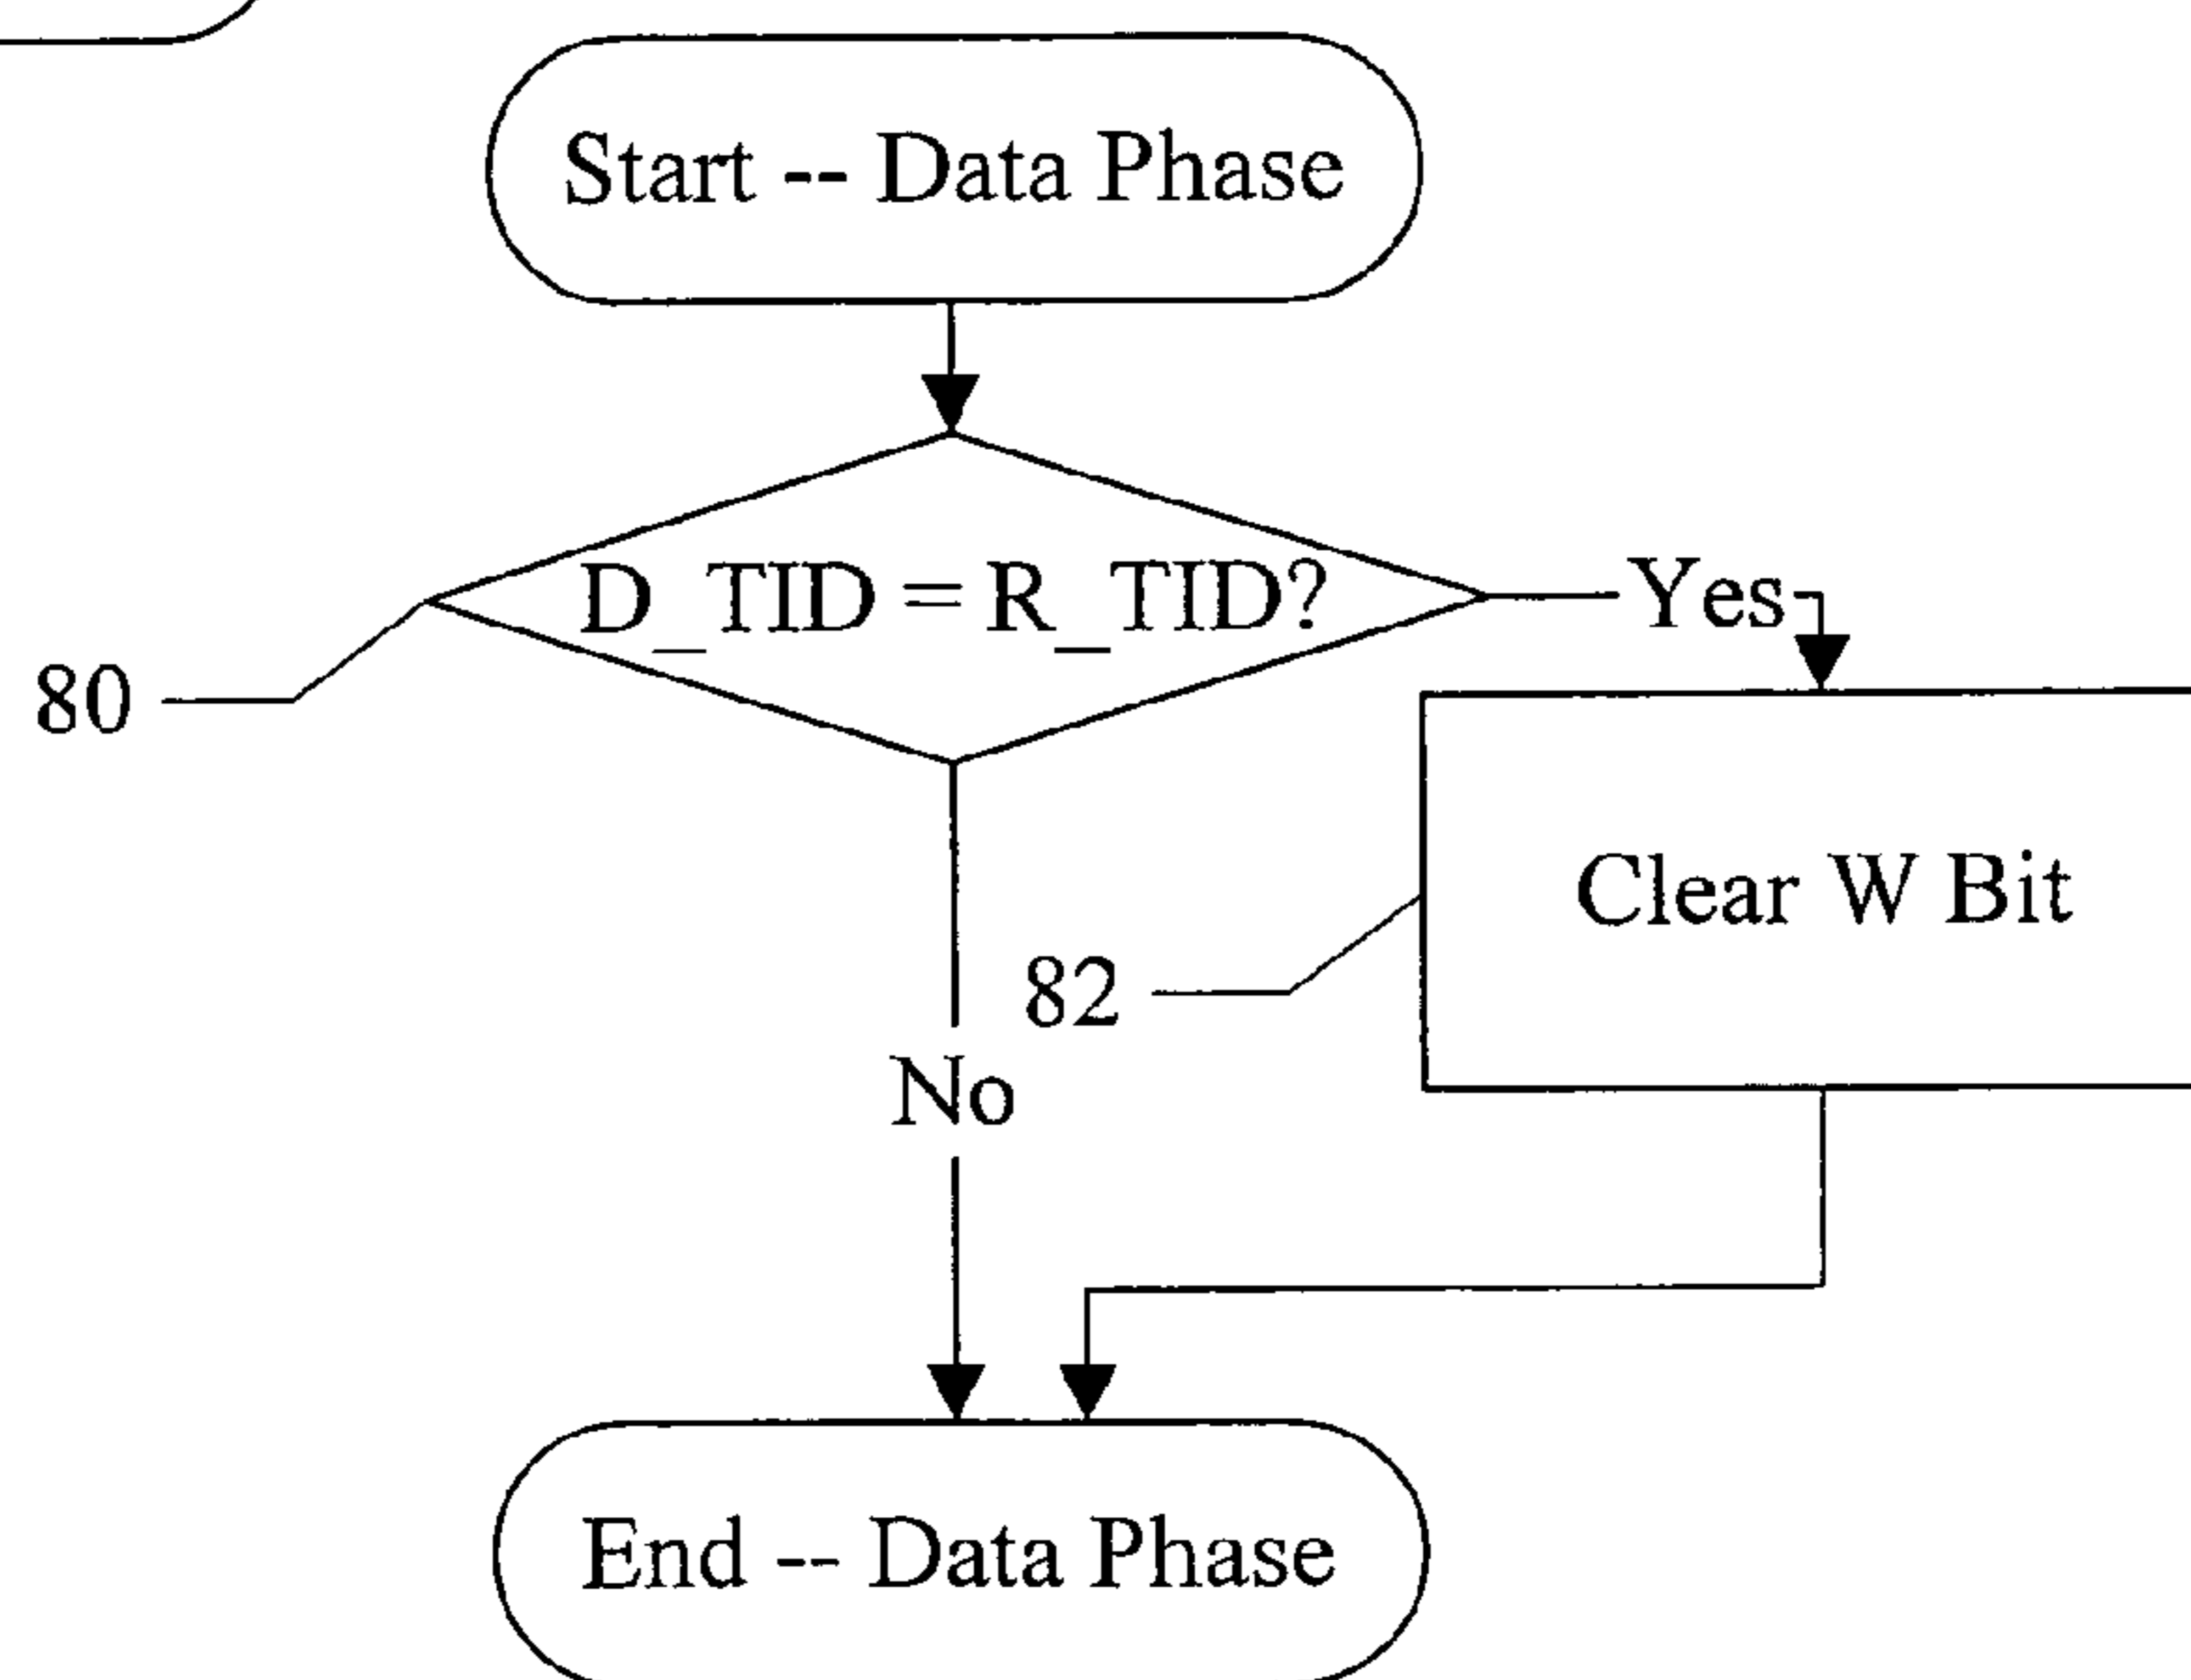 Start -- Data Phase
D_TID = R_TID?
Yes
80
Clear W Bit
82
No
End -- Data Phase